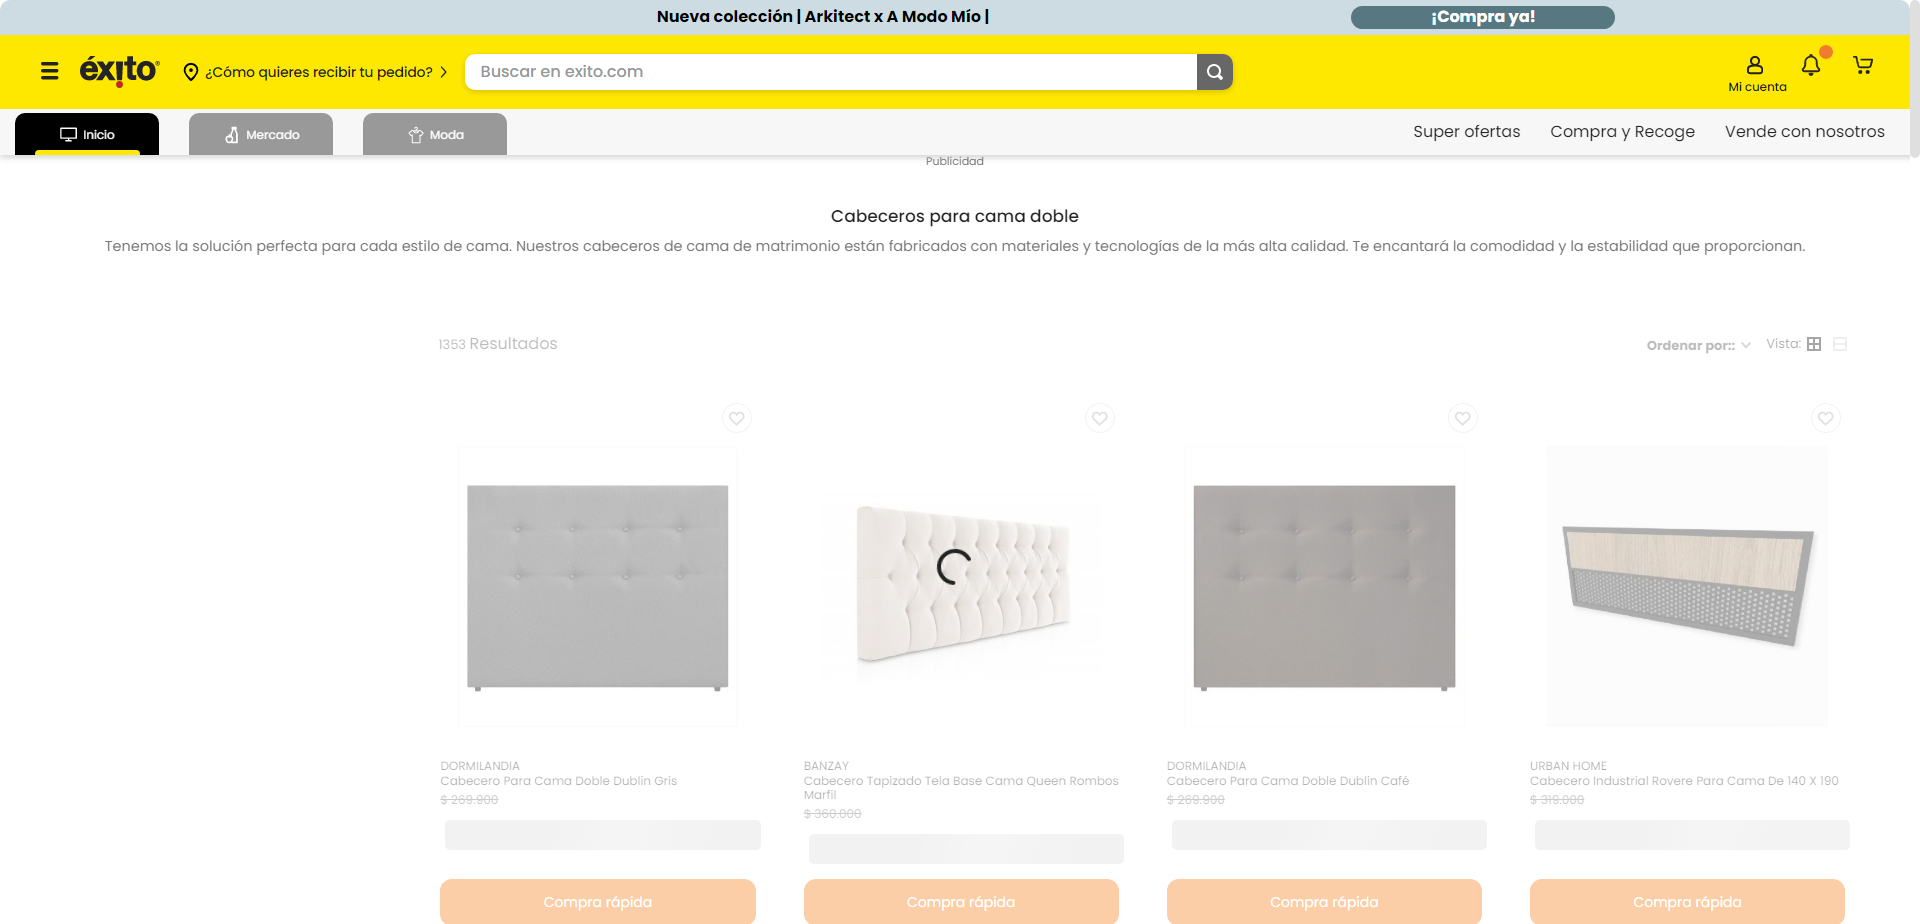 Nueva colección | Arkitect x A Modo Mío |
¡Compra ya!
éxito
¿Cómo quieres recibir tu pedido?
Buscar en exito.com
Mi cuenta
Inicio
Mercado
Moda
Super ofertas
Compra y Recoge
Vende con nosotros
Publicidad
Cabeceros para cama doble
Tenemos la solución perfecta para cada estilo de cama. Nuestros cabeceros de cama de matrimonio están fabricados con materiales y tecnologías de la más alta calidad. Te encantará la comodidad y la estabilidad que proporcionan.
1353 Resultados
Ordenar por::
Vista:
DORMILANDIA
Cabecero Para Cama Doble Dublin Gris
$ 269.900
Compra rápida
BANZAY
Cabecero Tapizado Tela Base Cama Queen Rombos
Marfil
$ 360.000
Compra rápida
DORMILANDIA
Cabecero Para Cama Doble Dublin Café
$ 269.900
Compra rápida
URBAN HOME
Cabecero Industrial Rovere Para Cama De 140 X 190
$ 319.000
Compra rápida